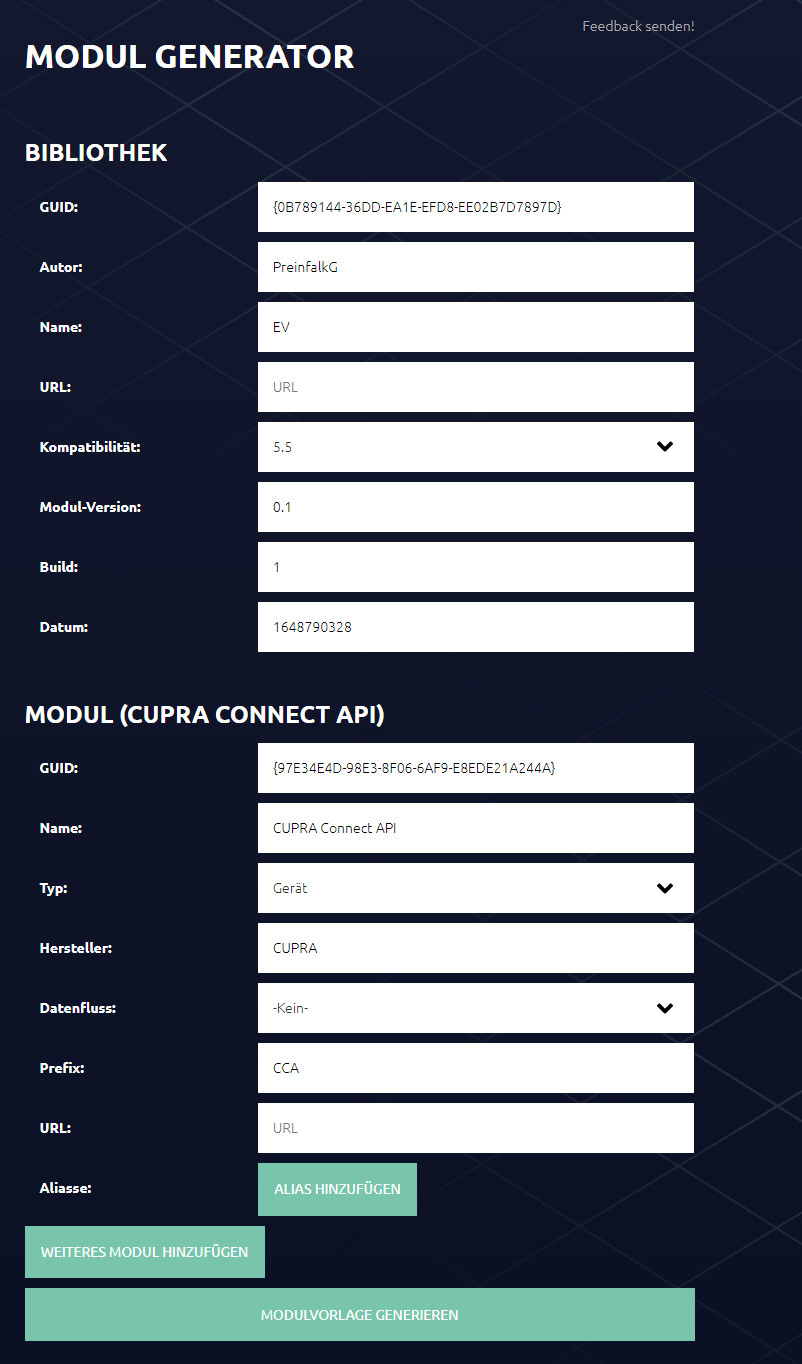 Feedback senden!
MODUL GENERATOR
BIBLIOTHEK
GUID: {0B789144-36DD-EA1E-EFD8-EE02B7D7897D}
Autor: PreinfalkG
Name: EV
URL: URL
Kompatibilität: 5.5
Modul-Version: 0.1
Build: 1
Datum: 1648790328
MODUL (CUPRA CONNECT API)
GUID: {97E34E4D-98E3-8F06-6AF9-E8EDE21A244A}
Name: CUPRA Connect API
Typ: Gerät
Hersteller: CUPRA
Datenfluss: -Kein-
Prefix: CCA
URL: URL
Aliasse: ALIAS HINZUFÜGEN
WEITERES MODUL HINZUFÜGEN
MODULVORLAGE GENERIEREN